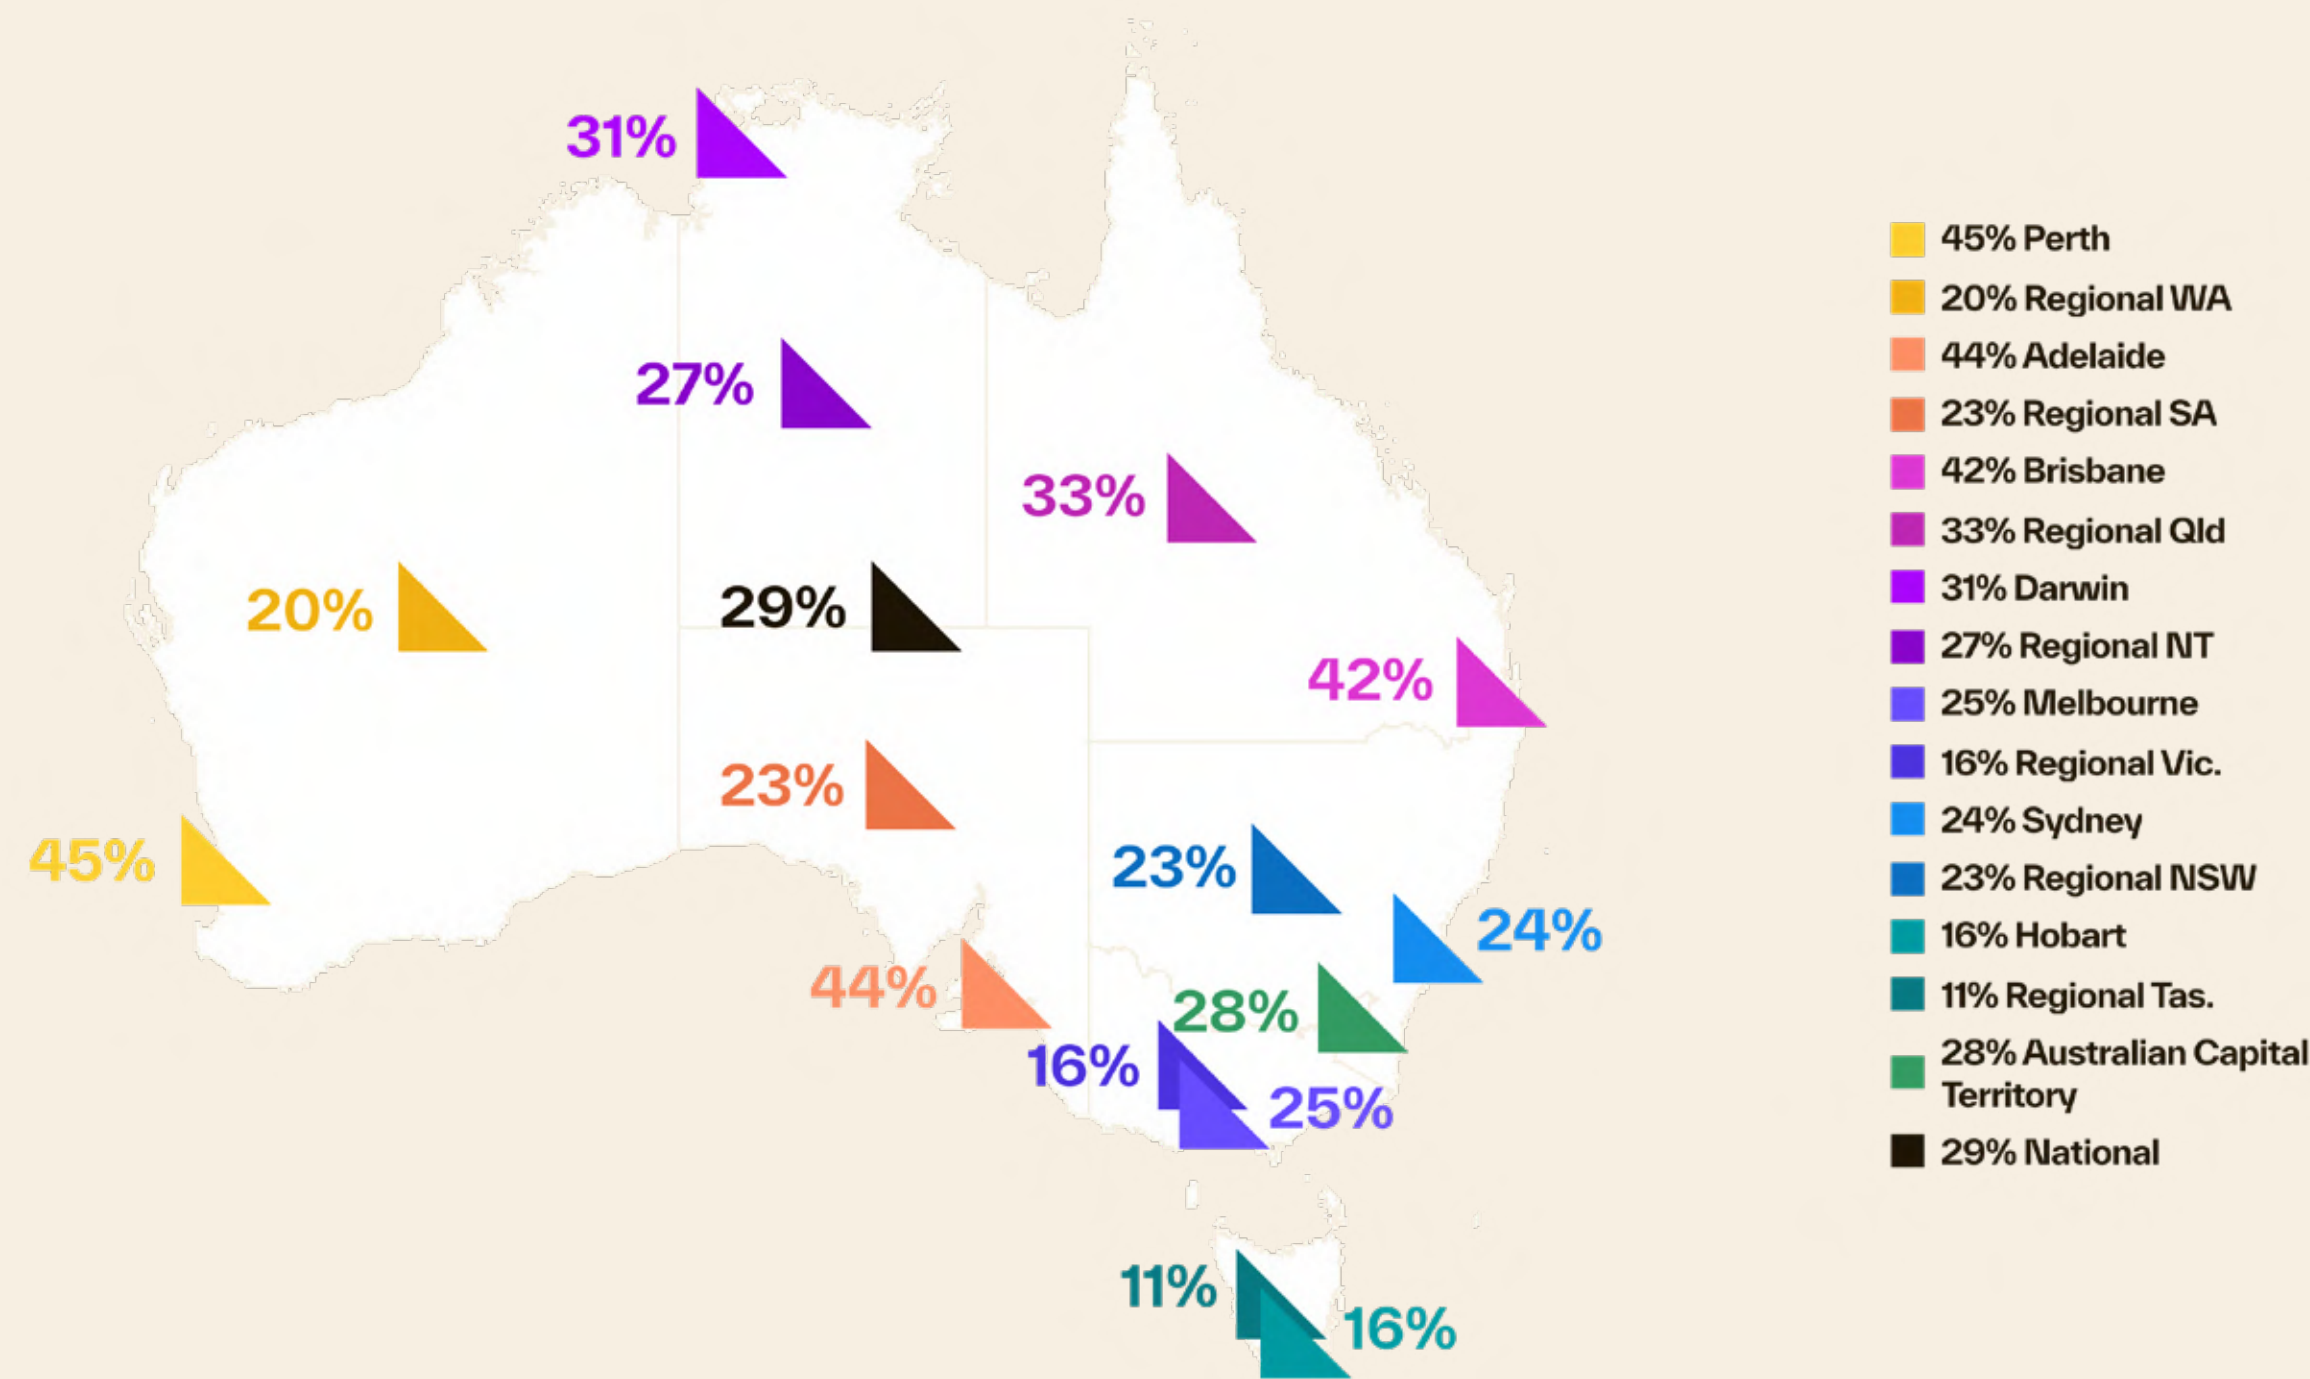 31%
27%
33%
20%
29%
42%
23%
45%
23%
24%
44%
28%
16%
25%
11%
16%
45% Perth
20% Regional WA
44% Adelaide
23% Regional SA
42% Brisbane
33% Regional Qld
31% Darwin
27% Regional NT
25% Melbourne
16% Regional Vic.
24% Sydney
23% Regional NSW
16% Hobart
11% Regional Tas.
28% Australian Capital
Territory
29% National